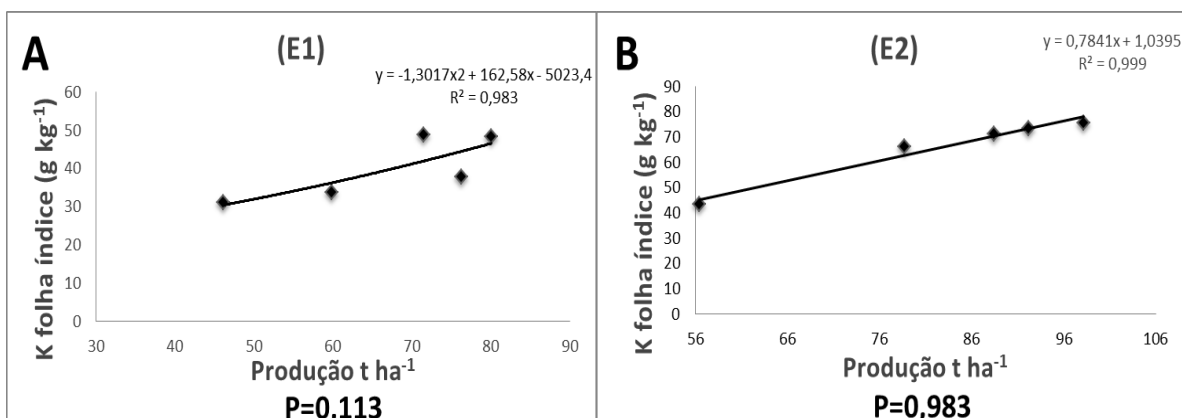 A
(E1)
y = -1,3017x2 + 162,58x - 5023,4
R² = 0,983
K folha índice (g kg⁻¹)
60
50
40
30
20
10
0
30 40 50 60 70 80 90
Produção t ha⁻¹
P=0,113
B
(E2)
y = 0,7841x + 1,0395
R² = 0,999
K folha índice (g kg⁻¹)
90
80
70
60
50
40
30
20
10
0
56 66 76 86 96 106
Produção t ha⁻¹
P=0,983